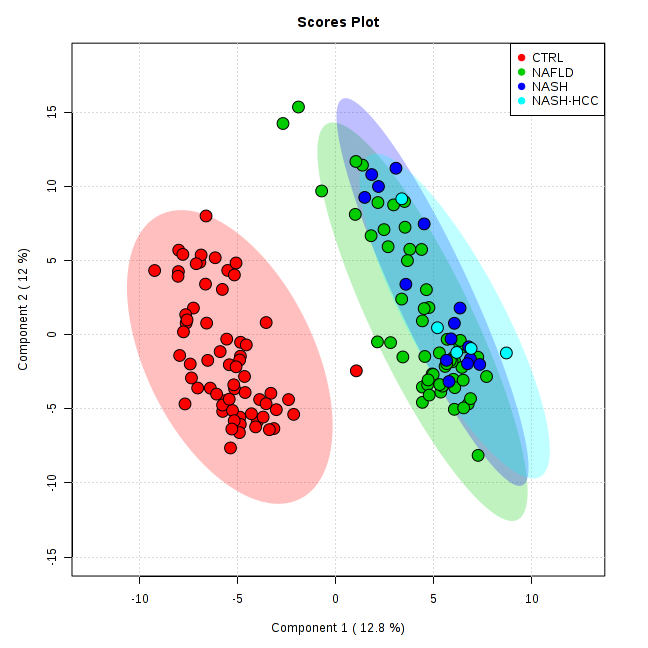 Scores Plot
CTRL
NAFLD
NASH
NASH-HCC
15
10
5
0
-5
-10
-15
Component 2 ( 12 %)
-10 -5 0 5 10
Component 1 ( 12.8 %)